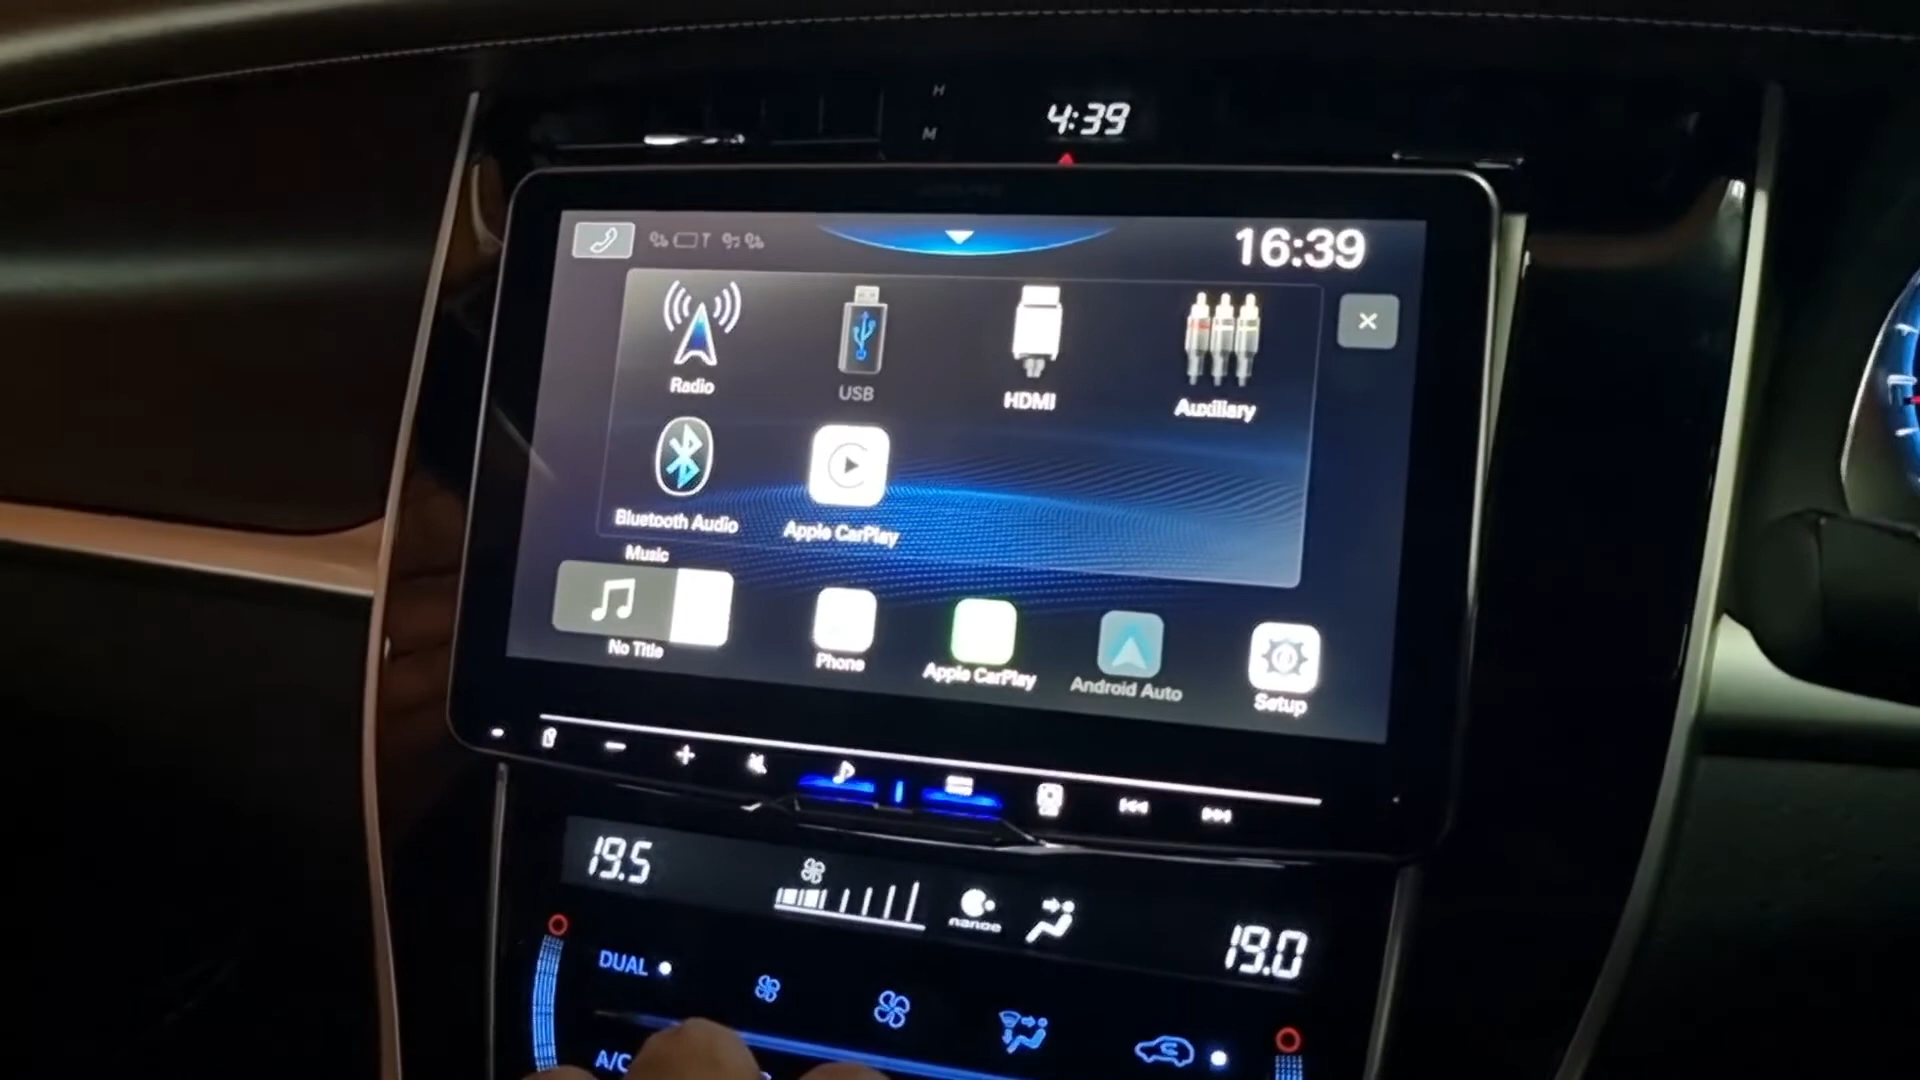 H
M
4:39
16:39
Radio
USB
HDMI
Auxiliary
Bluetooth Audio
Apple CarPlay
Music
No Title
Phone
Apple CarPlay
Android Auto
Setup
19.5
nanoe
19.0
DUAL
A/C